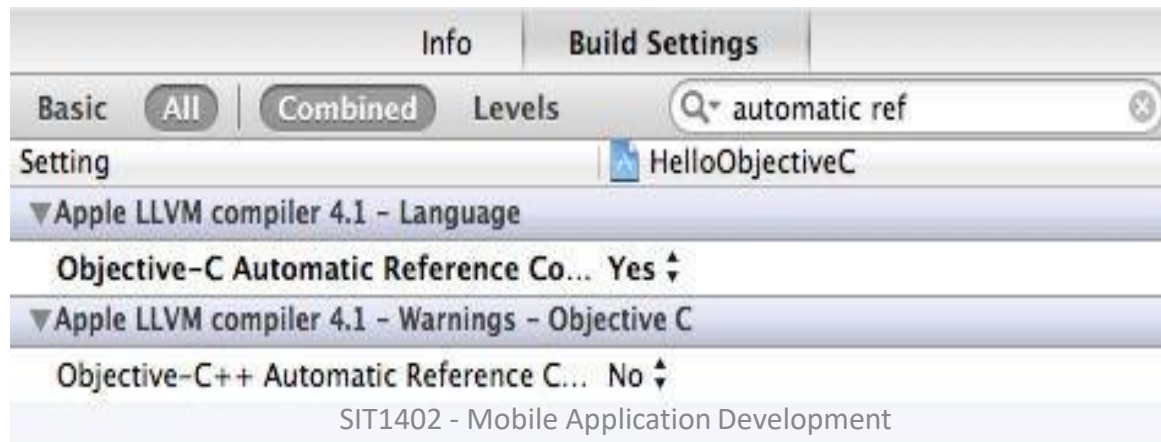 Info Build Settings
Basic All Combined Levels automatic ref
Setting HelloObjectiveC
Apple LLVM compiler 4.1 - Language
Objective-C Automatic Reference Co... Yes
Apple LLVM compiler 4.1 - Warnings - Objective C
Objective-C++ Automatic Reference C... No
SIT1402 - Mobile Application Development